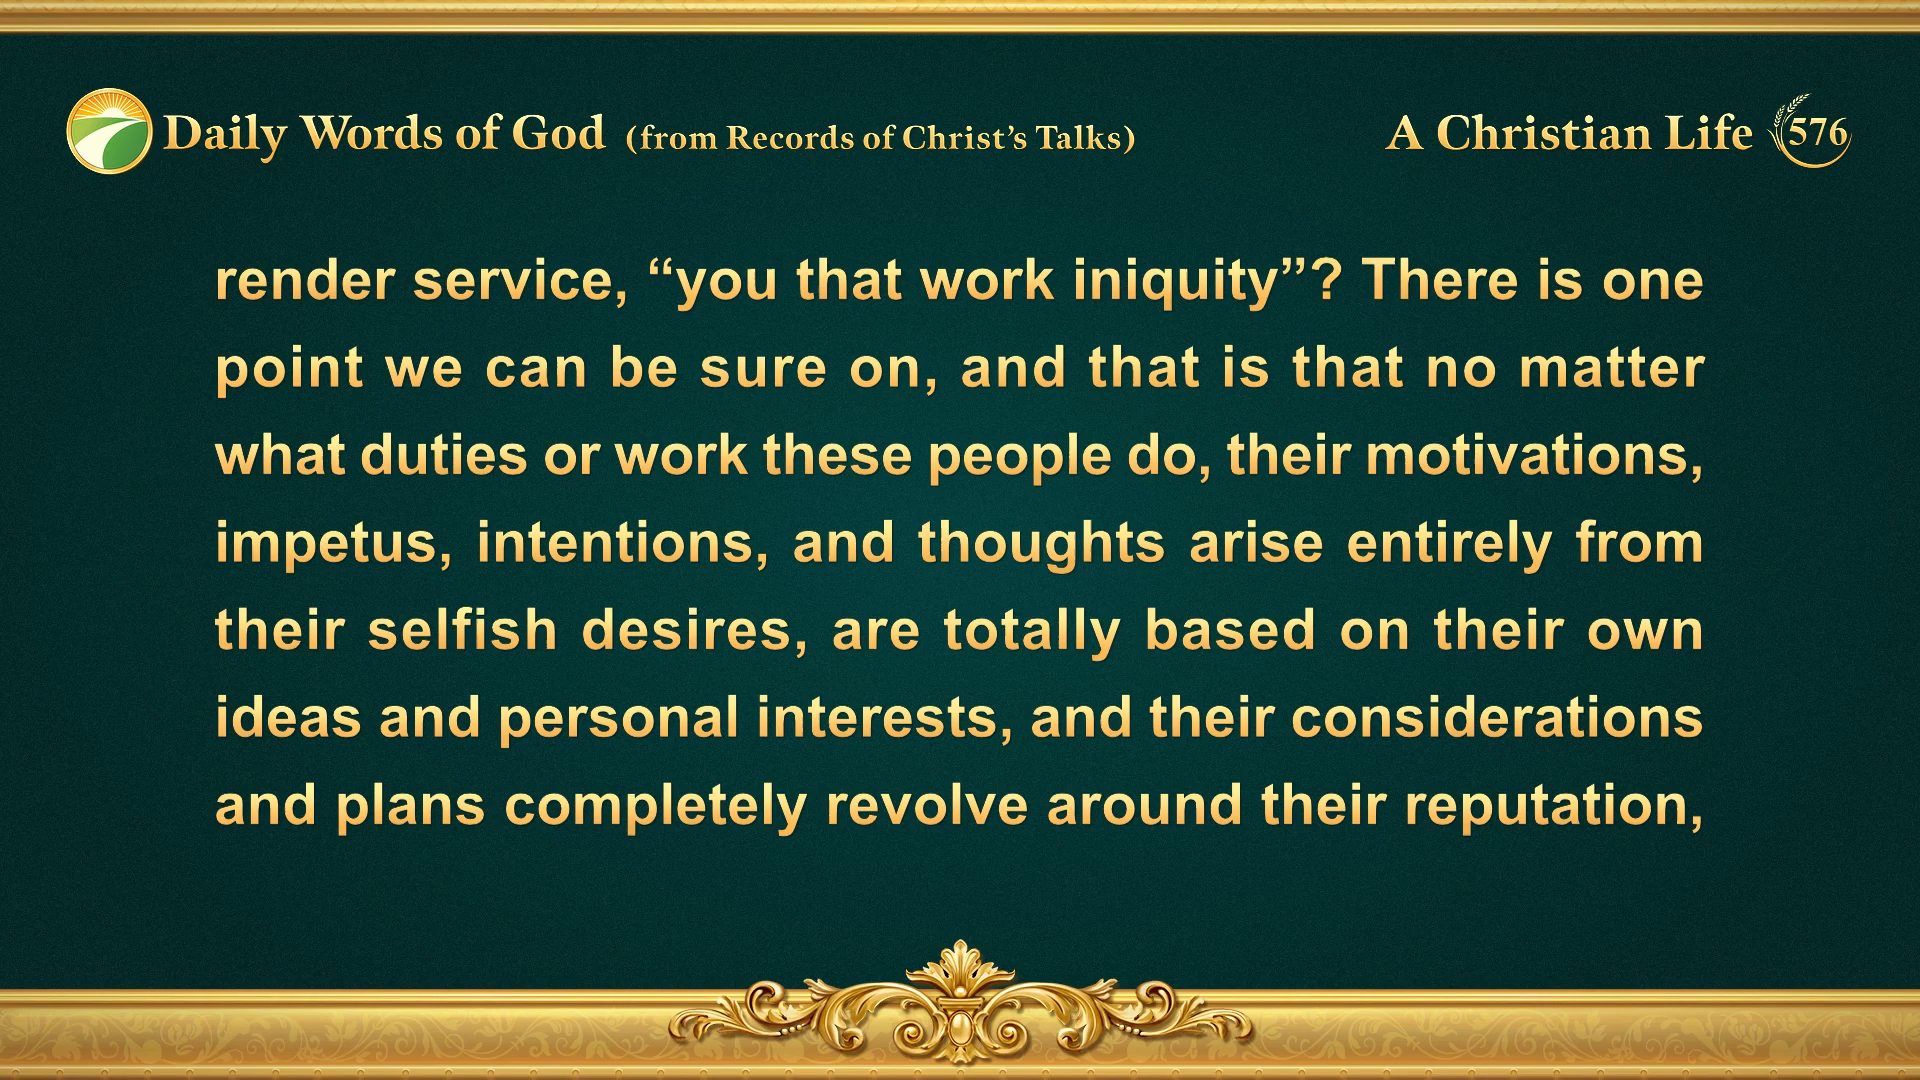 Daily Words of God (from Records of Christ’s Talks)
A Christian Life 576
render service, “you that work iniquity”? There is one
point we can be sure on, and that is that no matter
what duties or work these people do, their motivations,
impetus, intentions, and thoughts arise entirely from
their selfish desires, are totally based on their own
ideas and personal interests, and their considerations
and plans completely revolve around their reputation,